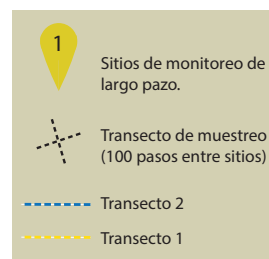 1
Sitios de monitoreo de
largo pazo.
Transecto de muestreo
(100 pasos entre sitios)
Transecto 2
Transecto 1